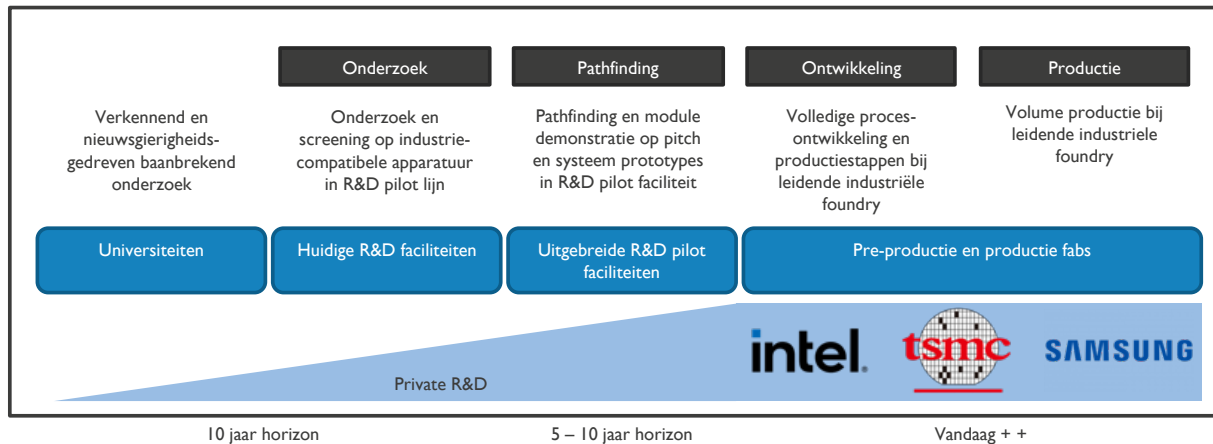 Onderzoek
Pathfinding
Ontwikkeling
Productie
Verkennend en
nieuwsgierigheids-
gedreven baanbrekend
onderzoek
Onderzoek en
screening op industrie-
compatibele apparatuur
in R&D pilot lijn
Pathfinding en module
demonstratie op pitch
en systeem prototypes
in R&D pilot faciliteit
Volledige proces-
ontwikkeling en
productiestappen bij
leidende industriële
foundry
Volume productie bij
leidende industriele
foundry
Universiteiten
Huidige R&D faciliteiten
Uitgebreide R&D pilot
faciliteiten
Pre-productie en productie fabs
Private R&D
intel.
tsmc
SAMSUNG
10 jaar horizon
5 – 10 jaar horizon
Vandaag + +